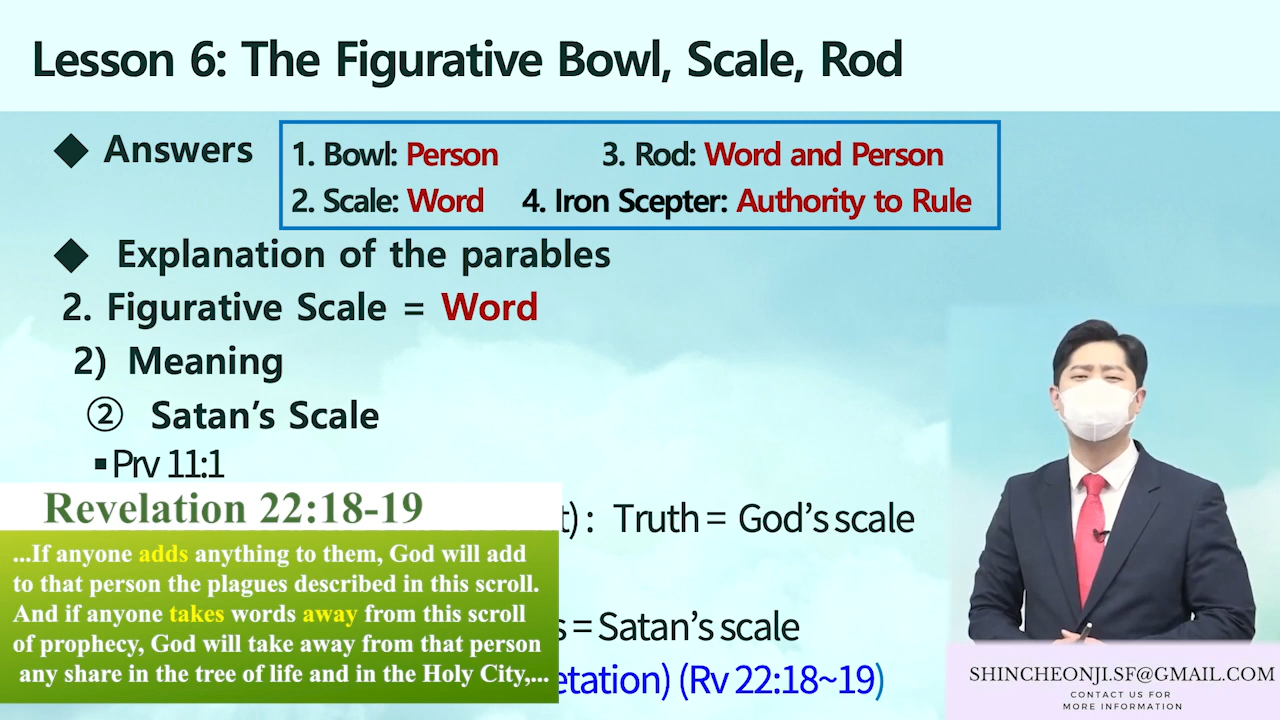 Lesson 6: The Figurative Bowl, Scale, Rod
◆ Answers
1. Bowl: Person 3. Rod: Word and Person
2. Scale: Word 4. Iron Scepter: Authority to Rule
◆ Explanation of the parables
2. Figurative Scale = Word
2) Meaning
② Satan's Scale
▪Prv 11:1
Revelation 22:18-19
t) : Truth = God's scale
...If anyone adds anything to them, God will add
to that person the plagues described in this scroll.
And if anyone takes words away from this scroll
of prophecy, God will take away from that person
any share in the tree of life and in the Holy City,...
s = Satan's scale
etation) (Rv 22:18~19)
SHINCHEONJI.SF@GMAIL.COM
CONTACT US FOR
MORE INFORMATION